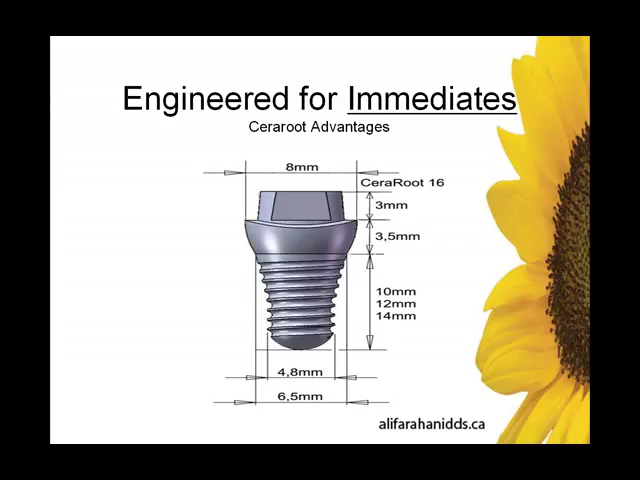 Engineered for Immediates
Ceraroot Advantages
8mm
CeraRoot 16
3mm
3,5mm
10mm
12mm
14mm
4,8mm
6,5mm
alifarahanidds.ca